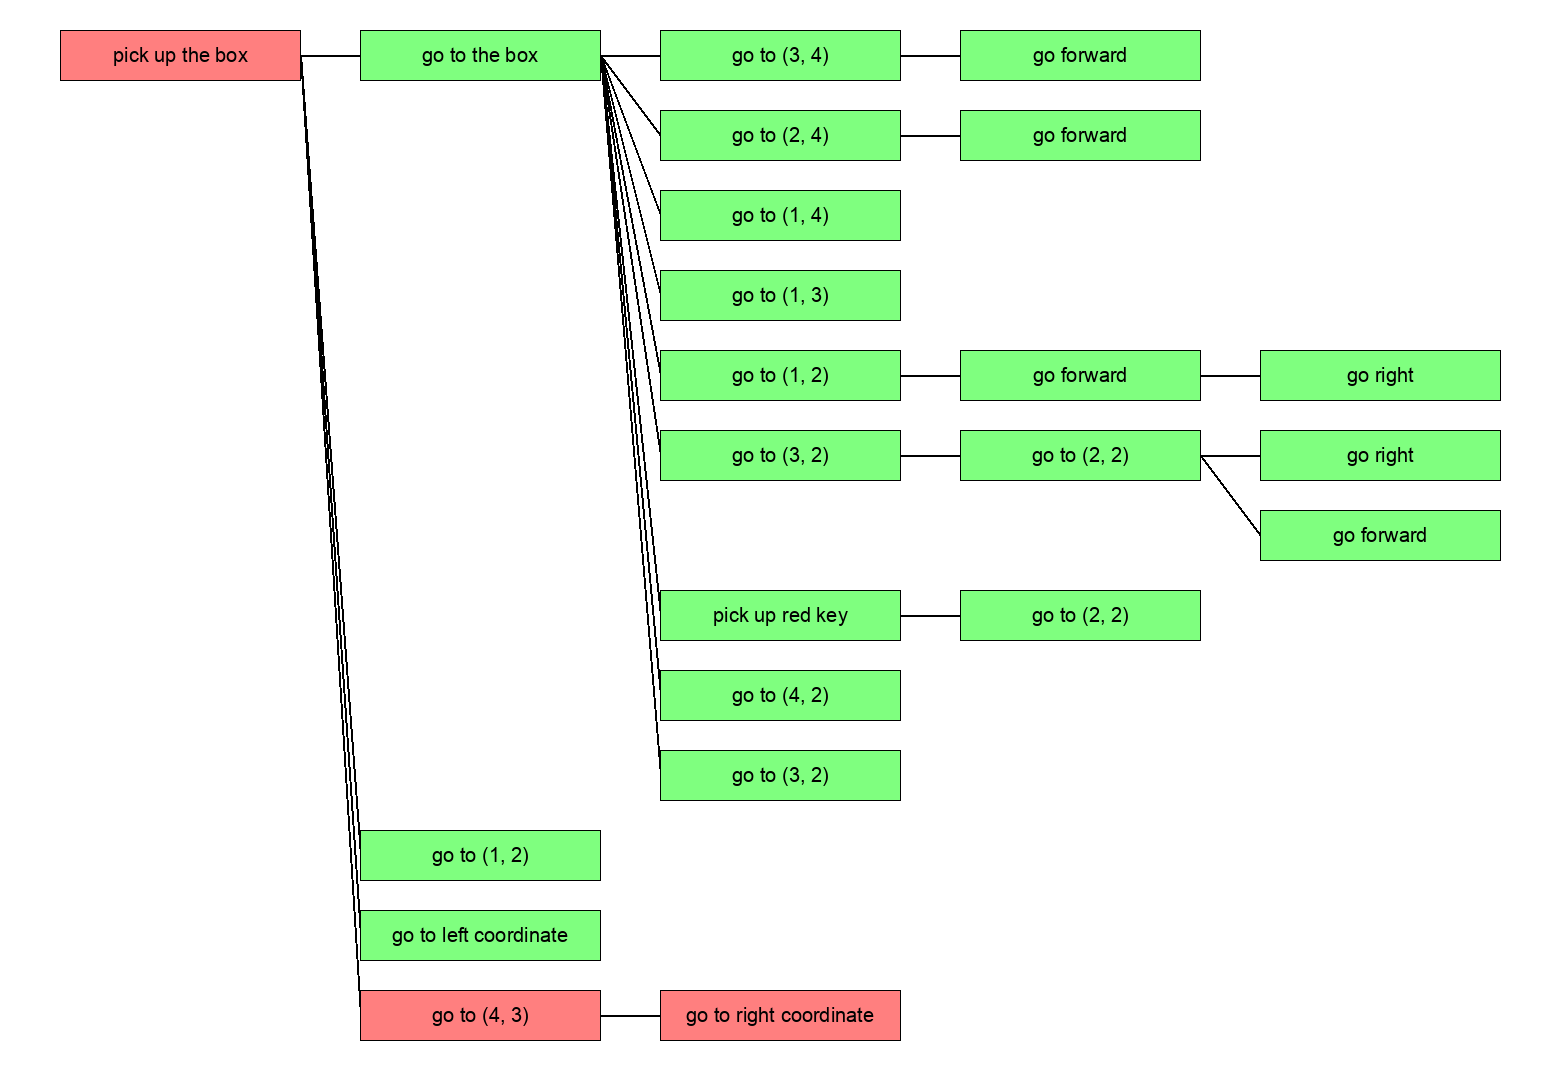 pick up the box
go to the box
go to (3, 4)
go forward
go to (2, 4)
go forward
go to (1, 4)
go to (1, 3)
go to (1, 2)
go forward
go right
go to (3, 2)
go to (2, 2)
go right
go forward
pick up red key
go to (2, 2)
go to (4, 2)
go to (3, 2)
go to (1, 2)
go to left coordinate
go to (4, 3)
go to right coordinate